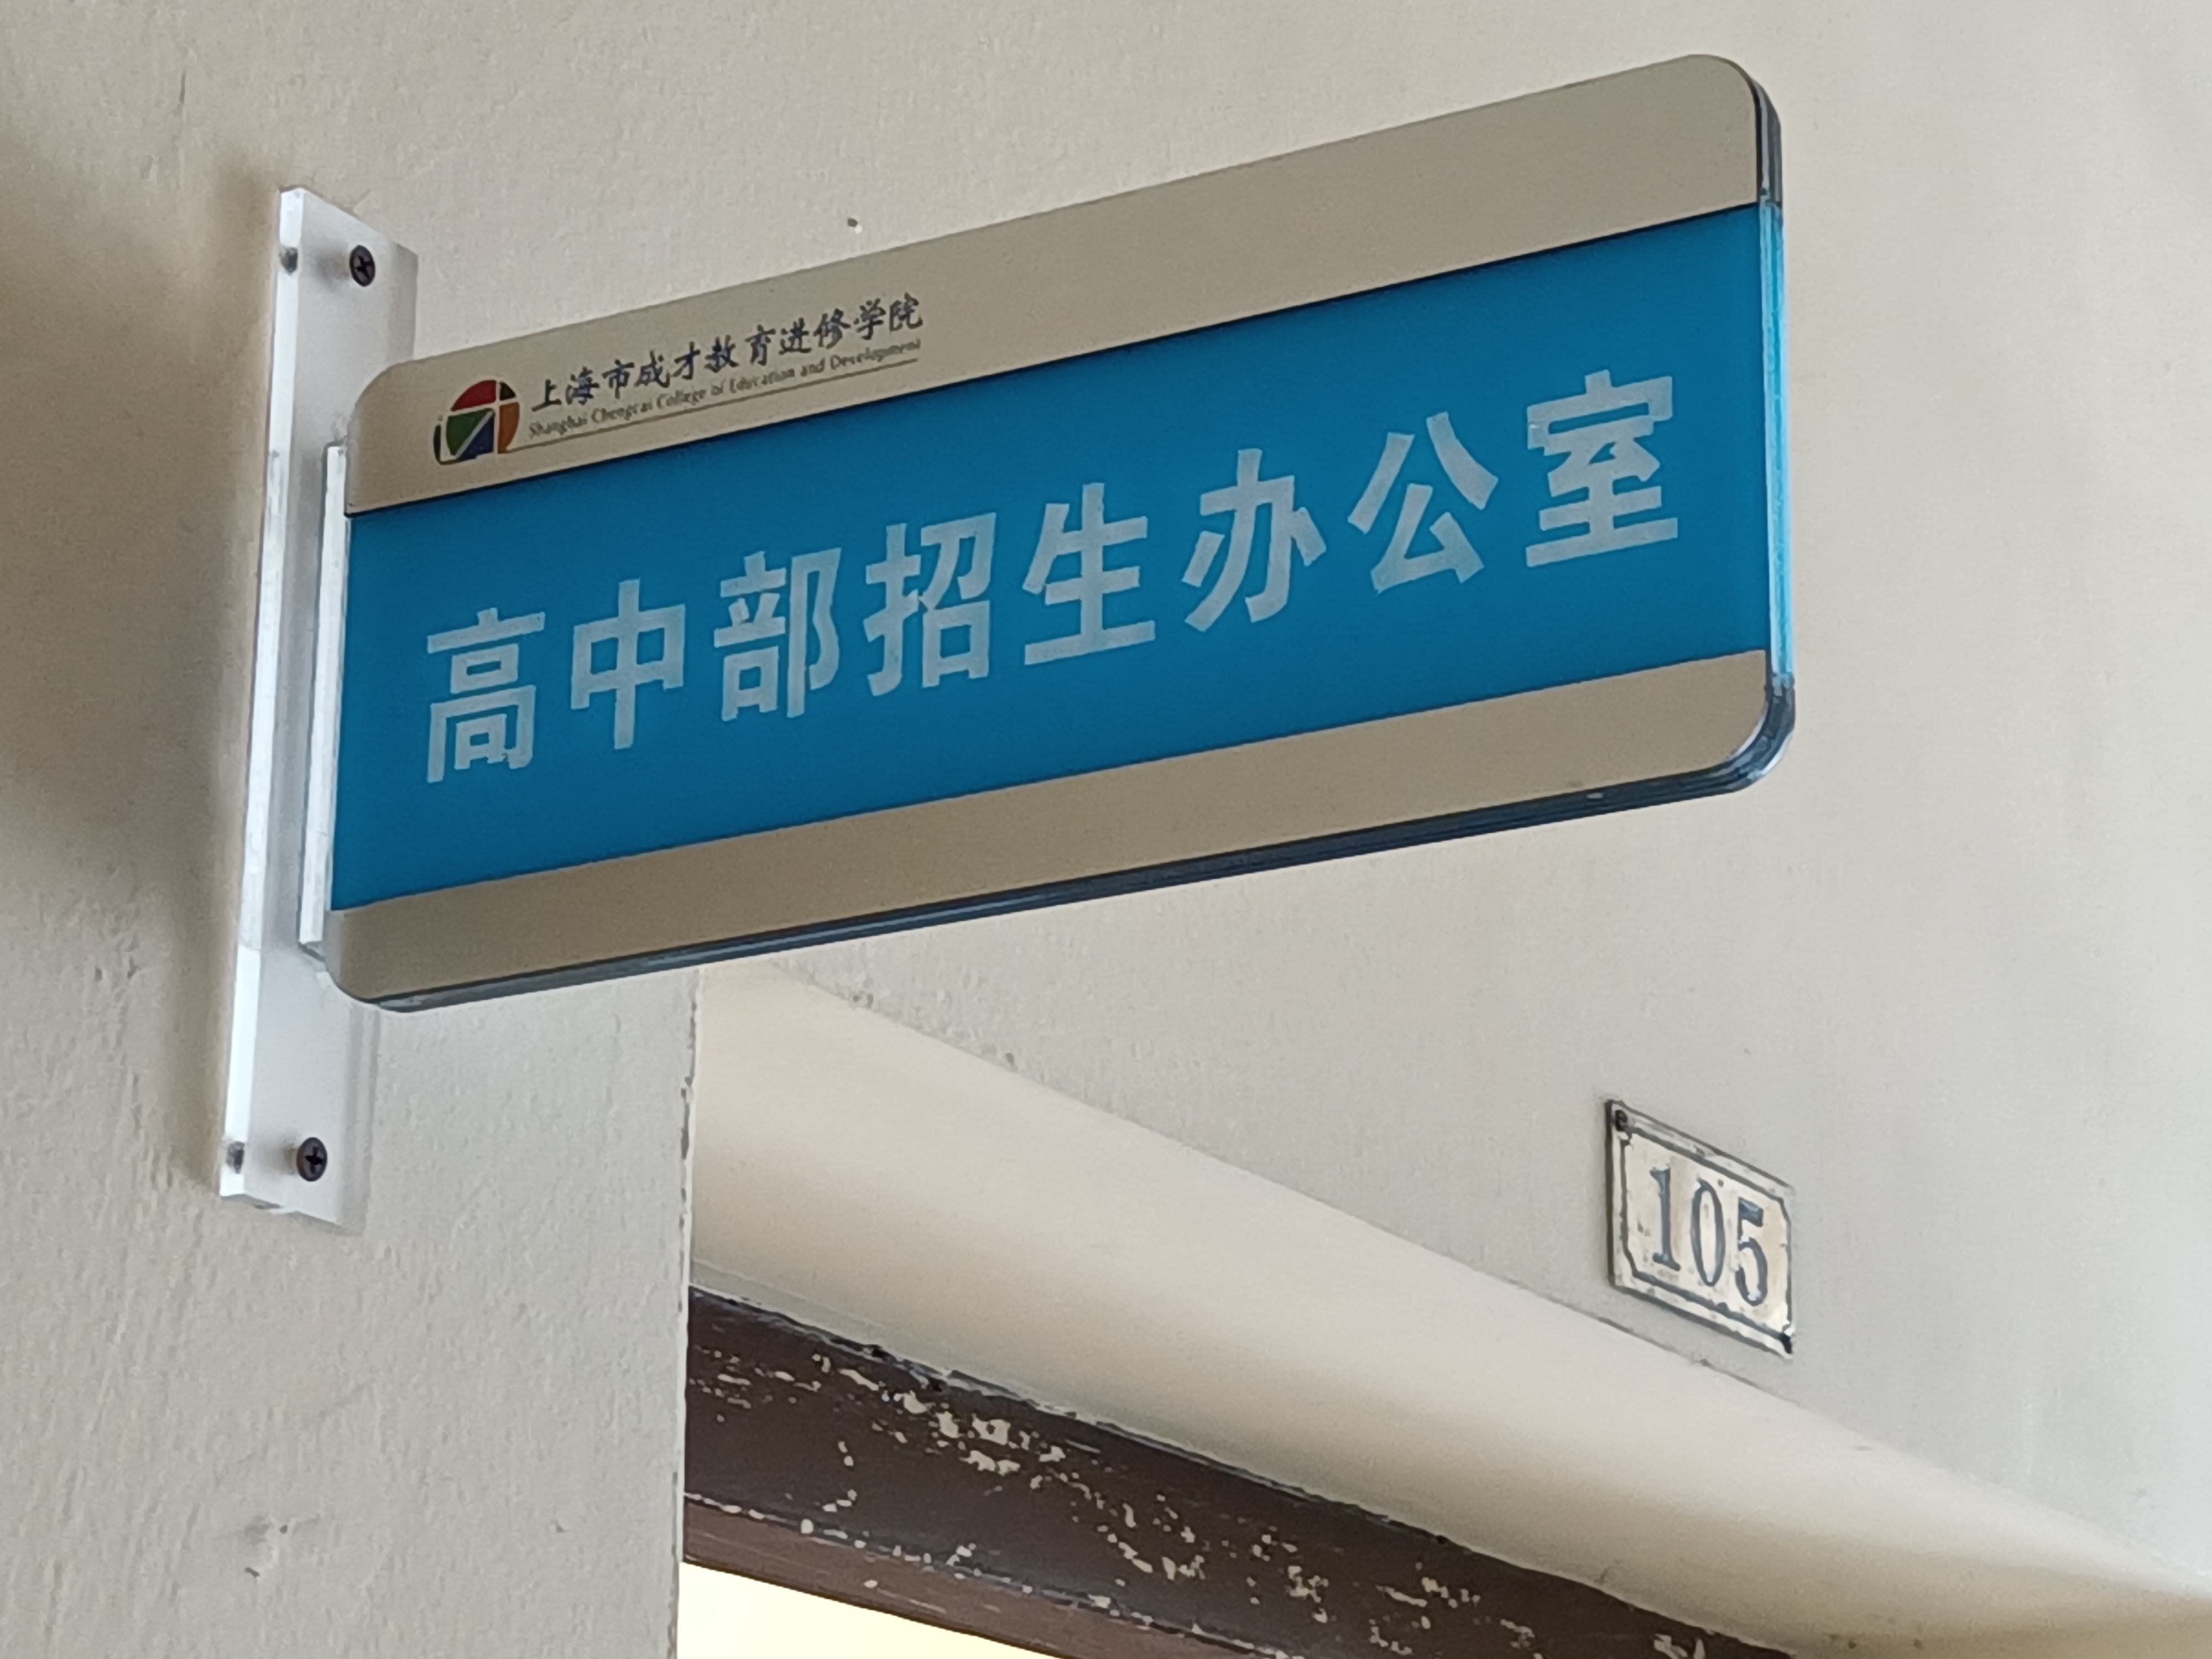 上海市成才教育进修学院
Shanghai Chengcai College of Education and Development
高中部招生办公室
105